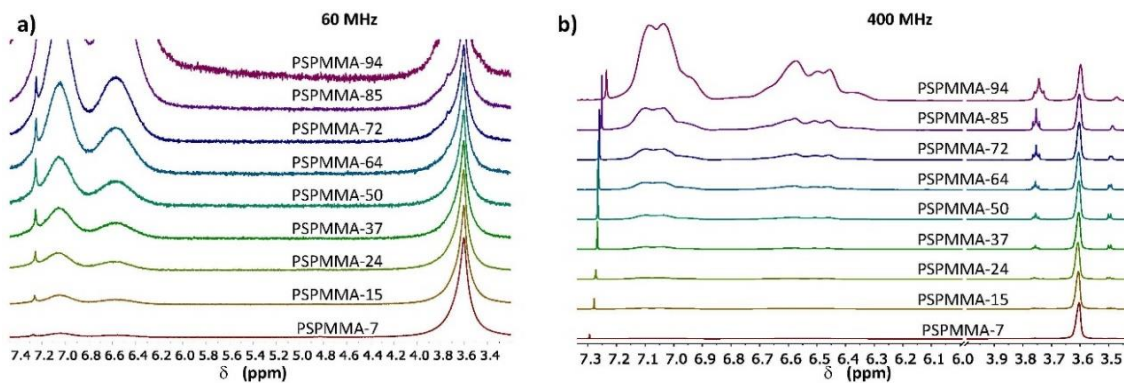 a)
60 MHz
PSPMMA-94
PSPMMA-85
PSPMMA-72
PSPMMA-64
PSPMMA-50
PSPMMA-37
PSPMMA-24
PSPMMA-15
PSPMMA-7
7.4 7.2 7.0 6.8 6.6 6.4 6.2 6.0 5.8 5.6 5.4 5.2 5.0 4.8 4.6 4.4 4.2 4.0 3.8 3.6 3.4
δ (ppm)
b)
400 MHz
PSPMMA-94
PSPMMA-85
PSPMMA-72
PSPMMA-64
PSPMMA-50
PSPMMA-37
PSPMMA-24
PSPMMA-15
PSPMMA-7
7.3 7.2 7.1 7.0 6.9 6.8 6.7 6.6 6.5 6.4 6.3 6.2 6.1 6.0 3.9 3.8 3.7 3.6 3.5
δ (ppm)